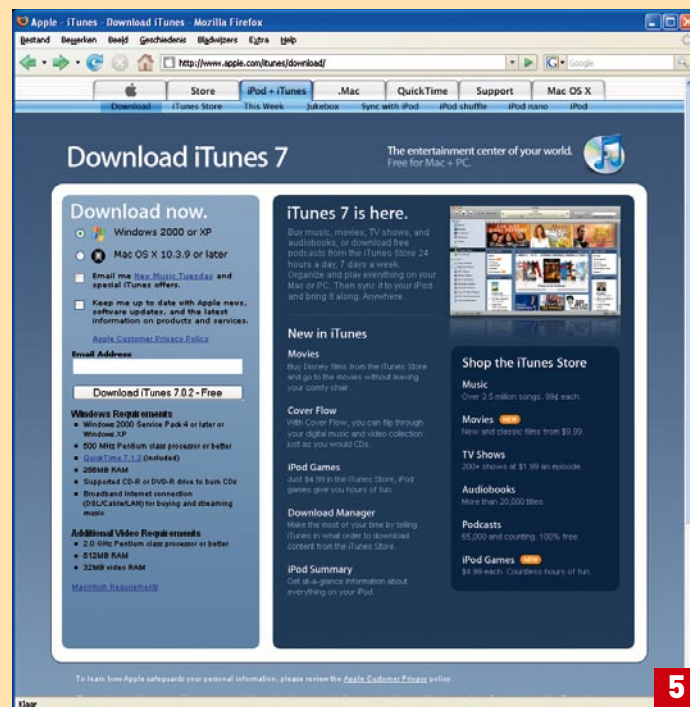 Apple - iTunes - Download iTunes - Mozilla Firefox
Bestand Bewerken Beeld Geschiedenis Bladwijzers Extra Help
http://www.apple.com/itunes/download/
G Google
Store iPod + iTunes .Mac QuickTime Support Mac OS X
Download iTunes Store This Week Jukebox Sync with iPod iPod shuffle iPod nano iPod
Download iTunes 7
The entertainment center of your world.
Free for Mac + PC.
Download now.
Windows 2000 or XP
Mac OS X 10.3.9 or later
Email me New Music Tuesday and
special iTunes offers.
Keep me up to date with Apple news,
software updates, and the latest
information on products and services.
Apple Customer Privacy Policy
Email Address
Download iTunes 7.0.2 - Free
Windows Requirements
Windows 2000 Service Pack 4 or later or
Windows XP
500 MHz Pentium class processor or better
QuickTime 7.1.3 (included)
256MB RAM
Supported CD-R or DVD-R drive to burn CDs
Broadband Internet connection
(DSL/Cable/LAN) for buying and streaming
music
Additional Video Requirements
2.0 GHz Pentium class processor or better
512MB RAM
32MB video RAM
Macintosh Requirements
iTunes 7 is here.
Buy music, movies, TV shows, and
audiobooks, or download free
podcasts from the iTunes Store 24
hours a day, 7 days a week.
Organize and play everything on your
Mac or PC. Then sync it to your iPod
and bring it along. Anywhere.
New in iTunes
Movies
Buy Disney films from the iTunes Store
and go to the movies without leaving
your comfy chair.
Cover Flow
With Cover Flow, you can flip through
your digital music and video collection
just as you would CDs.
iPod Games
Just $4.99 in the iTunes Store, iPod
games give you hours of fun.
Download Manager
Make the most of your time by telling
iTunes in what order to download
content from the iTunes Store.
iPod Summary
Get at-a-glance information about
everything on your iPod.
Shop the iTunes Store
Music
Over 3.5 million songs. 99¢ each.
Movies NEW
New and classic films from $9.99.
TV Shows
200+ shows at $1.99 an episode.
Audiobooks
More than 20,000 titles.
Podcasts
65,000 and counting. 100% free.
iPod Games NEW
$4.99 each. Countless hours of fun.
To learn how Apple safeguards your personal information, please review the Apple Customer Privacy policy.
Klaar
5